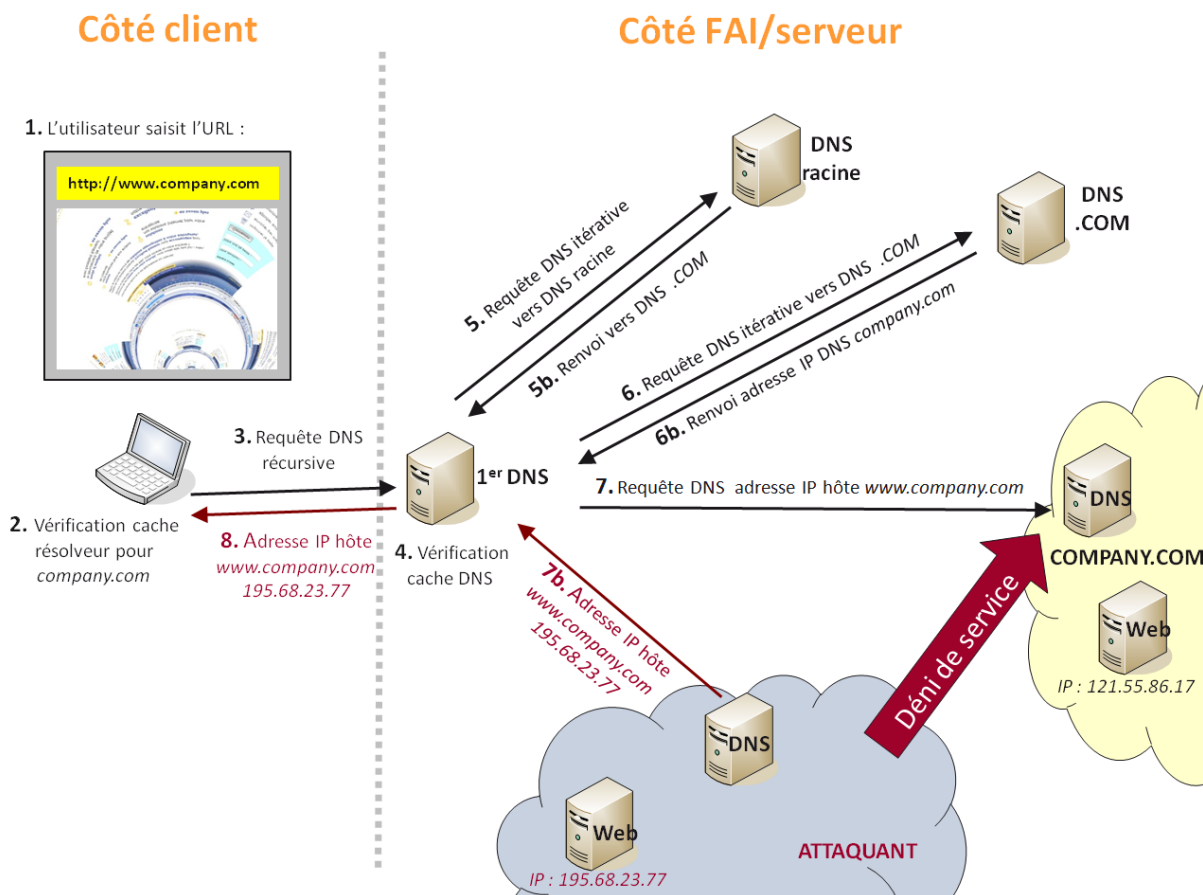 Côté client
Côté FAI/serveur
1. L'utilisateur saisit l'URL :
http://www.company.com
DNS
racine
DNS
.COM
5. Requête DNS itérative
vers DNS racine
5b. Renvoi vers DNS .COM
6. Requête DNS itérative vers DNS .COM
6b. Renvoi adresse IP DNS company.com
3. Requête DNS
récursive
1er DNS
7. Requête DNS adresse IP hôte www.company.com
DNS
COMPANY.COM
2. Vérification cache
résolveur pour
company.com
8. Adresse IP hôte
www.company.com
195.68.23.77
4. Vérification
cache DNS
7b. Adresse IP hôte
www.company.com
195.68.23.77
Déni de service
Web
IP : 121.55.86.17
DNS
Web
ATTAQUANT
IP : 195.68.23.77